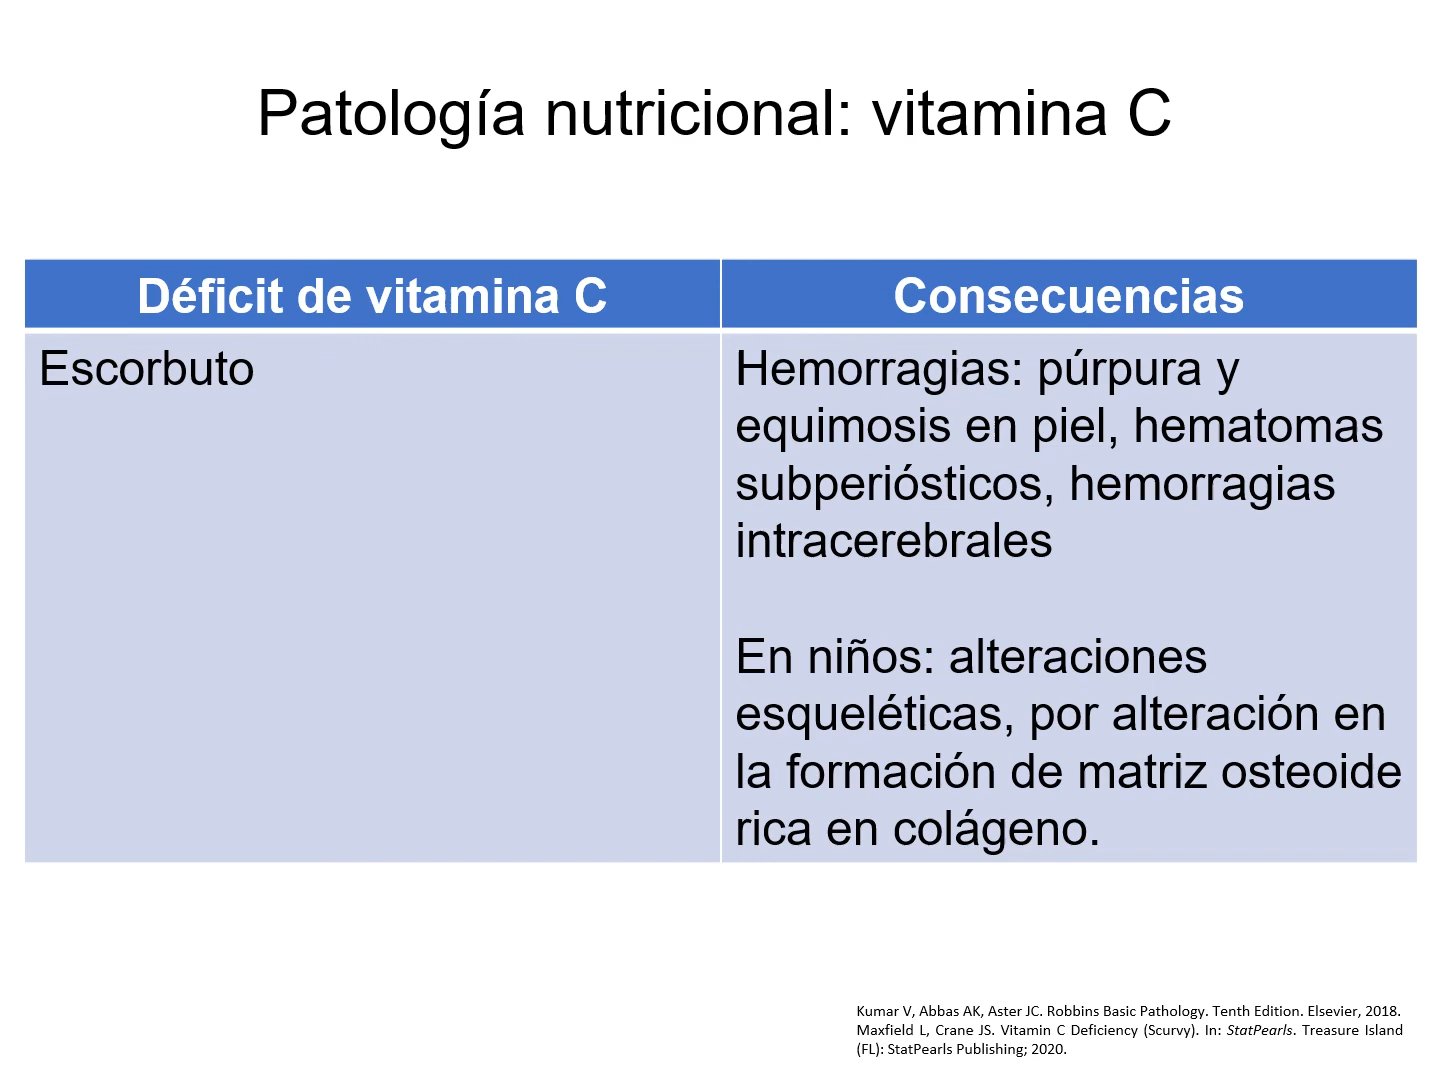 Patología nutricional: vitamina C
Déficit de vitamina C
Consecuencias
Escorbuto
Hemorragias: púrpura y
equimosis en piel, hematomas
subperiósticos, hemorragias
intracerebrales
En niños: alteraciones
esqueléticas, por alteración en
la formación de matriz osteoide
rica en colágeno.
Kumar V, Abbas AK, Aster JC. Robbins Basic Pathology. Tenth Edition. Elsevier, 2018.
Maxfield L, Crane JS. Vitamin C Deficiency (Scurvy). In: StatPearls. Treasure Island
(FL): StatPearls Publishing; 2020.